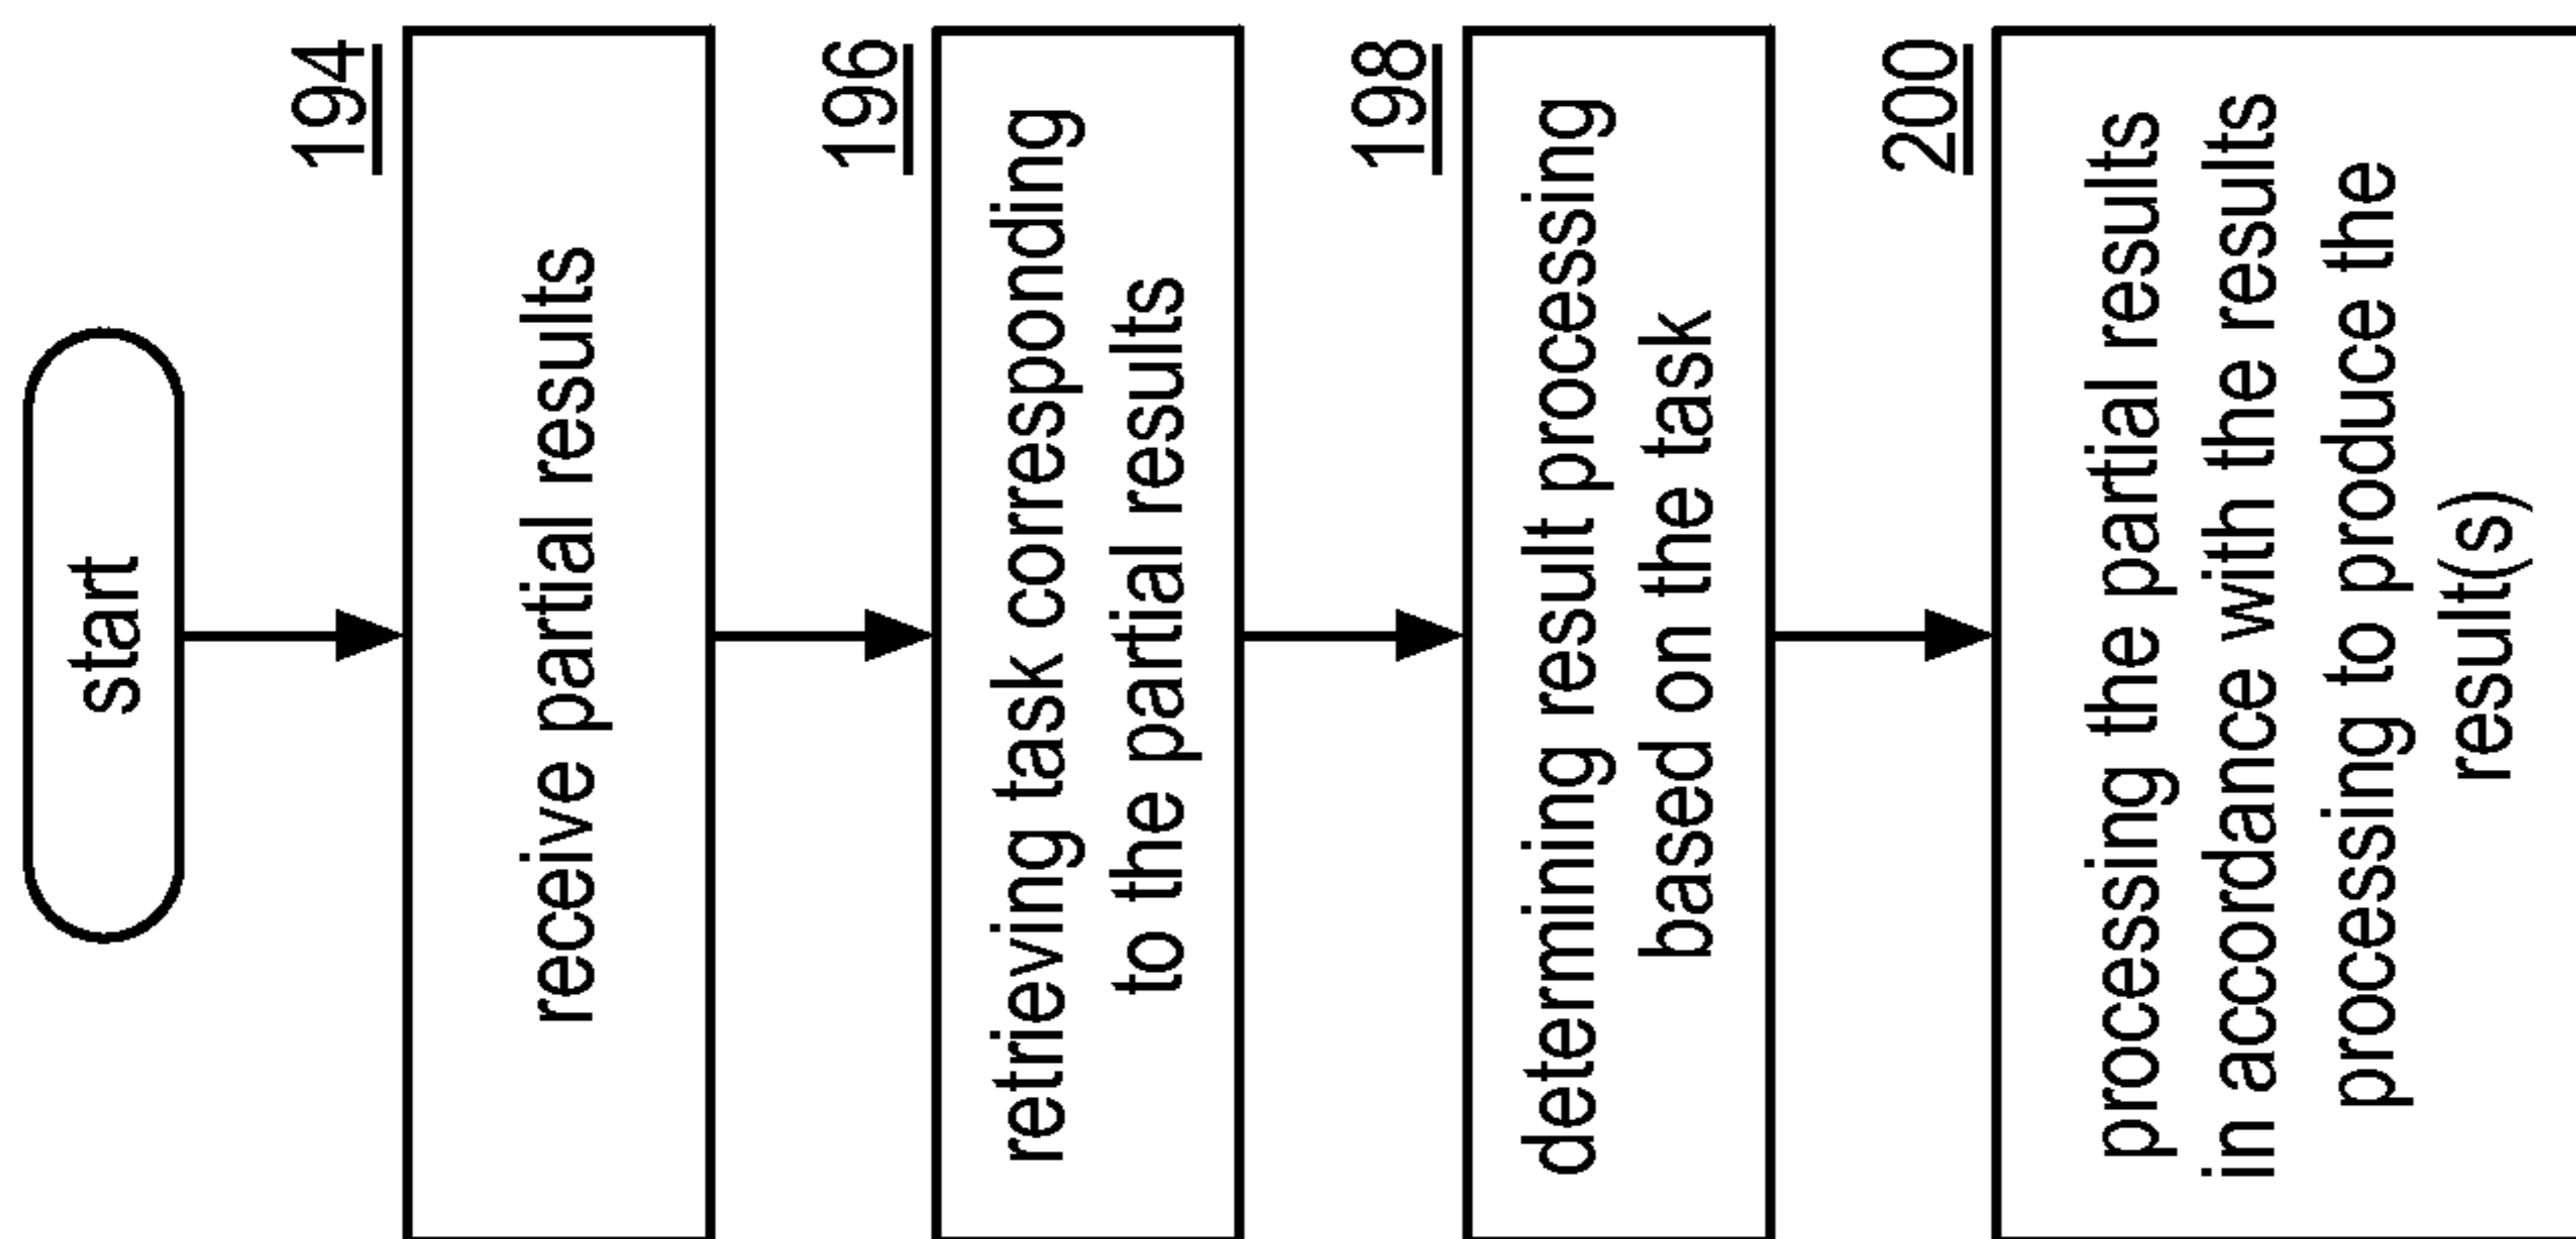 start
194
receive partial results
196
retrieving task corresponding
to the partial results
198
determining result processing
based on the task
200
processing the partial results
in accordance with the results
processing to produce the
result(s)